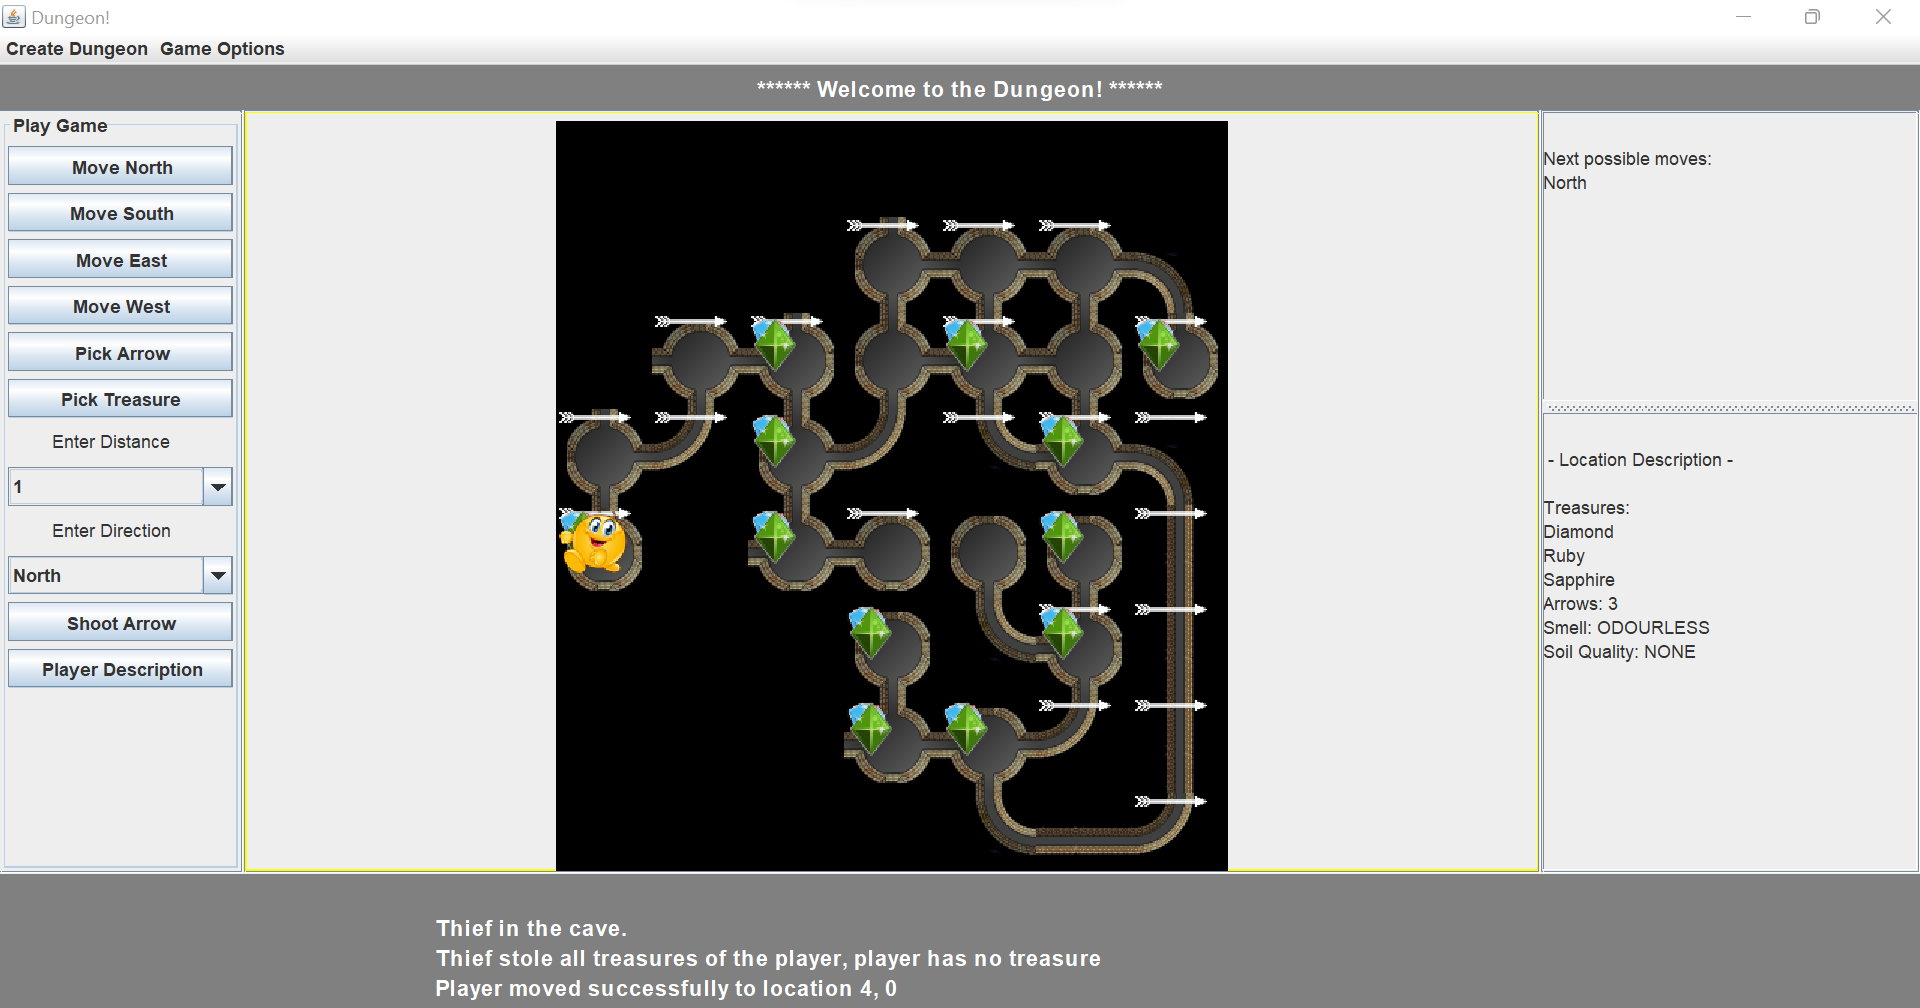 Dungeon!
Create Dungeon Game Options
****** Welcome to the Dungeon! ******
Play Game
Move North
Move South
Move East
Move West
Pick Arrow
Pick Treasure
Enter Distance
1
Enter Direction
North
Shoot Arrow
Player Description
Next possible moves:
North
- Location Description -
Treasures:
Diamond
Ruby
Sapphire
Arrows: 3
Smell: ODOURLESS
Soil Quality: NONE
Thief in the cave.
Thief stole all treasures of the player, player has no treasure
Player moved successfully to location 4, 0